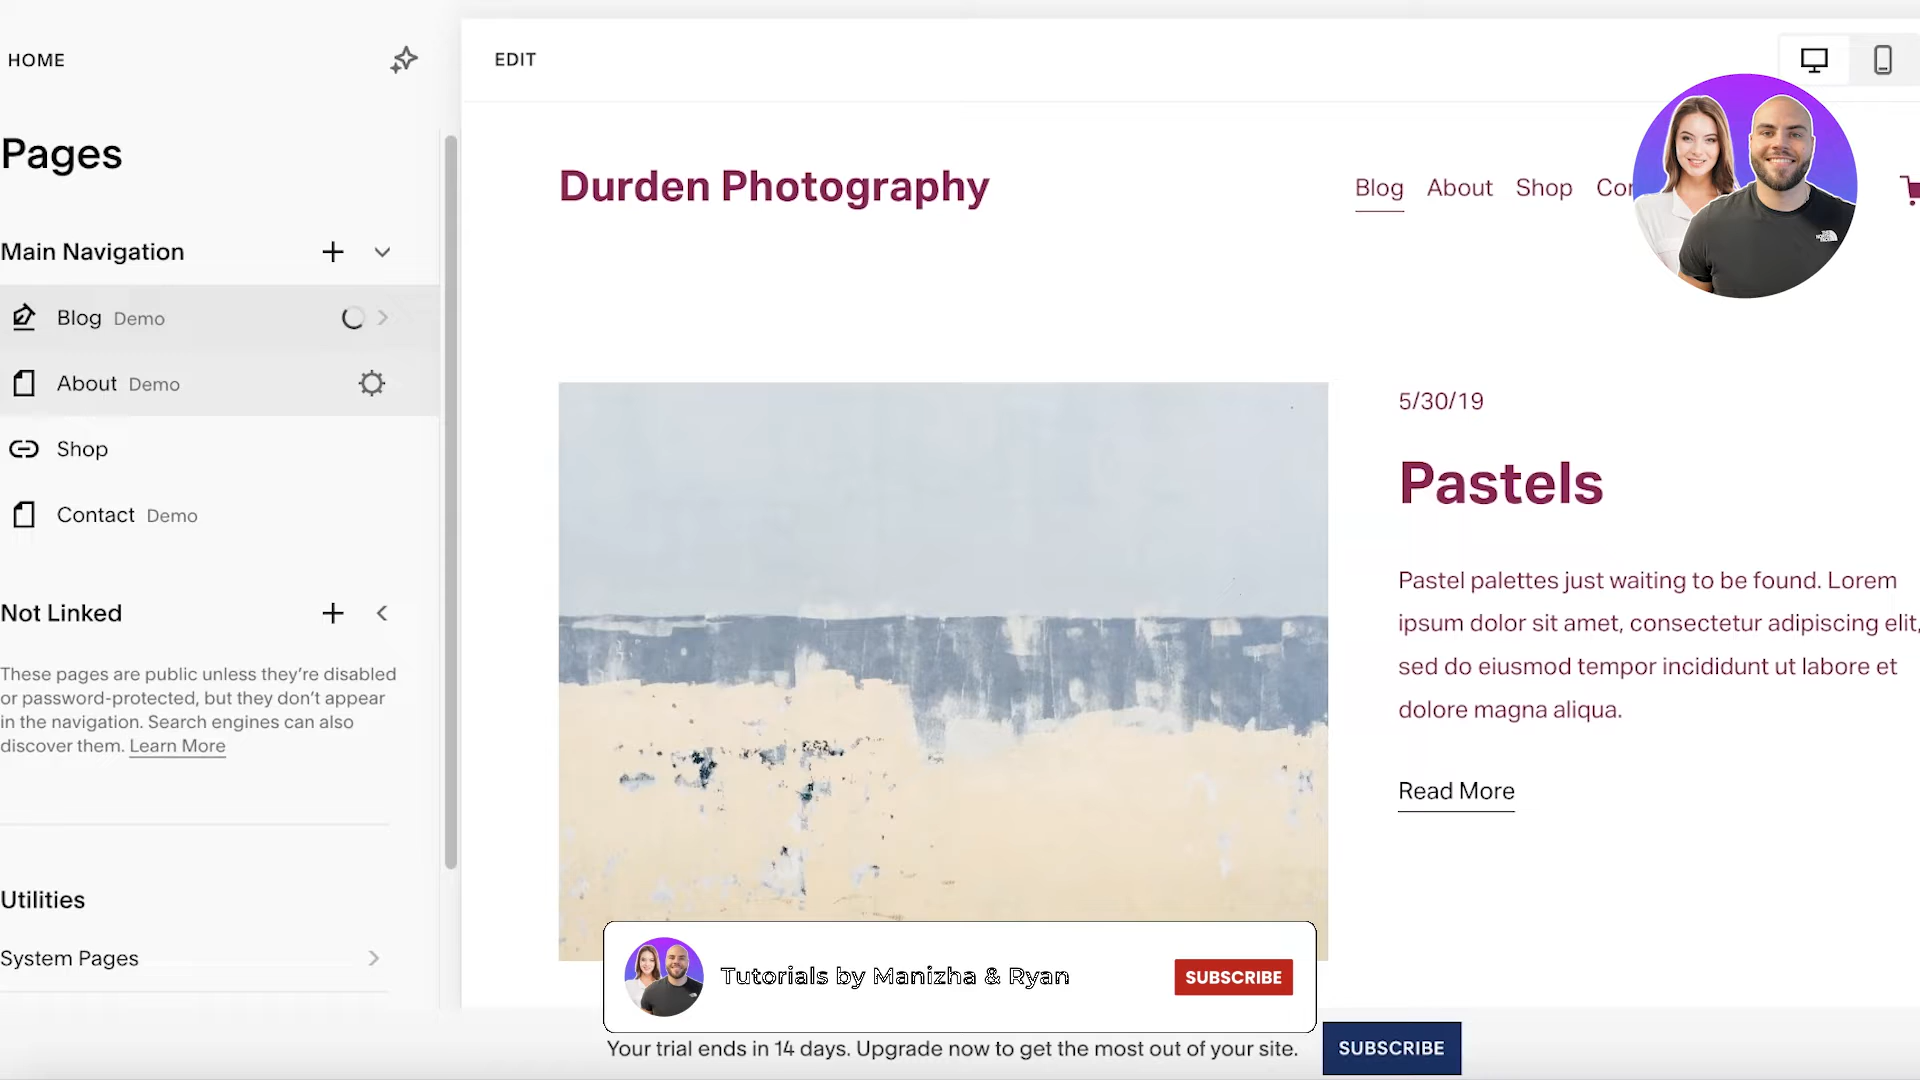 HOME
EDIT
Pages
Durden Photography
Blog About Shop
Main Navigation
Blog Demo
About Demo
Shop
Contact Demo
Not Linked
These pages are public unless they're disabled
or password-protected, but they don't appear
in the navigation. Search engines can also
discover them. Learn More
Utilities
System Pages
5/30/19
Pastels
Pastel palettes just waiting to be found. Lorem
ipsum dolor sit amet, consectetur adipiscing elit,
sed do eiusmod tempor incididunt ut labore et
dolore magna aliqua.
Read More
Tutorials by Manizha & Ryan
SUBSCRIBE
Your trial ends in 14 days. Upgrade now to get the most out of your site.
SUBSCRIBE